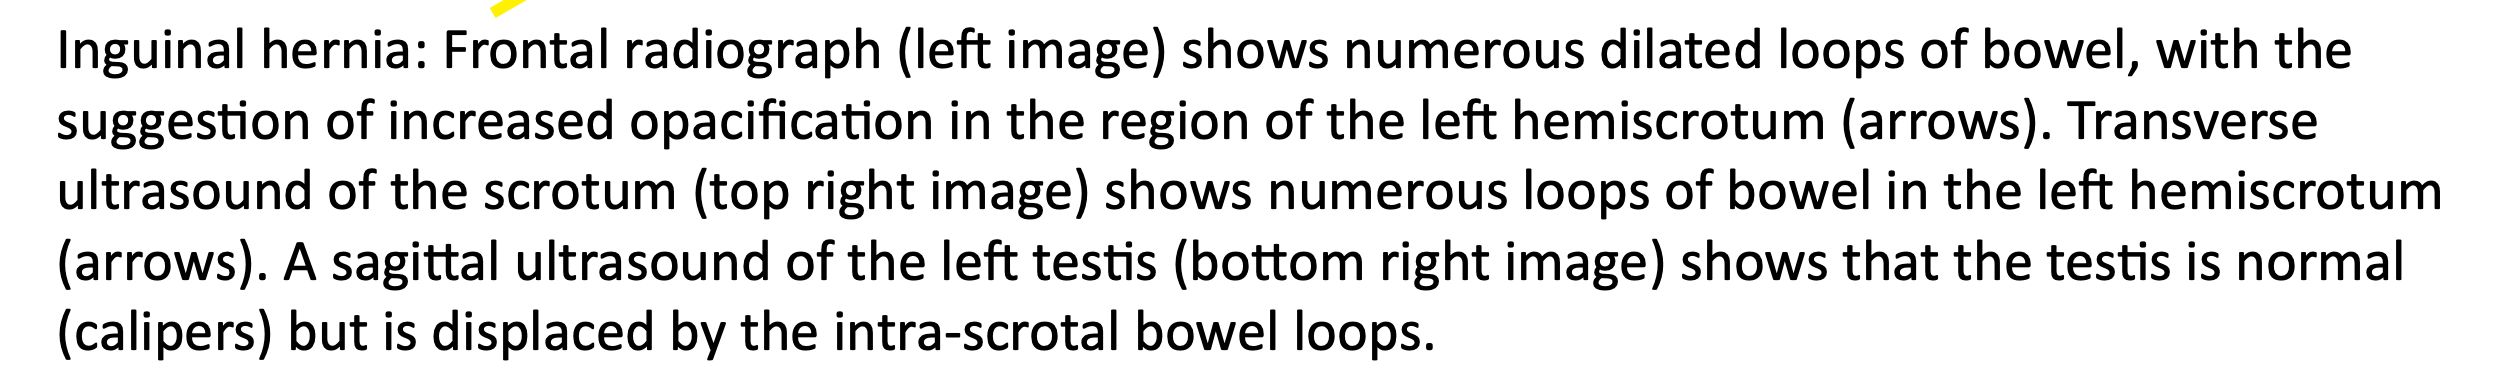 Inguinal hernia: Frontal radiograph (left image) shows numerous dilated loops of bowel, with the
suggestion of increased opacification in the region of the left hemiscrotum (arrows). Transverse
ultrasound of the scrotum (top right image) shows numerous loops of bowel in the left hemiscrotum
(arrows). A sagittal ultrasound of the left testis (bottom right image) shows that the testis is normal
(calipers) but is displaced by the intra-scrotal bowel loops.